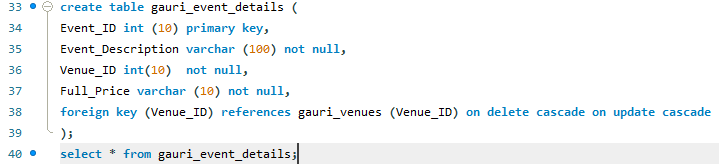 33 create table gauri_event_details (
34 Event_ID int (10) primary key,
35 Event_Description varchar (100) not null,
36 Venue_ID int(10)  not null,
37 Full_Price varchar (10) not null,
38 foreign key (Venue_ID) references gauri_venues (Venue_ID) on delete cascade on update cascade
39 );
40 select * from gauri_event_details;